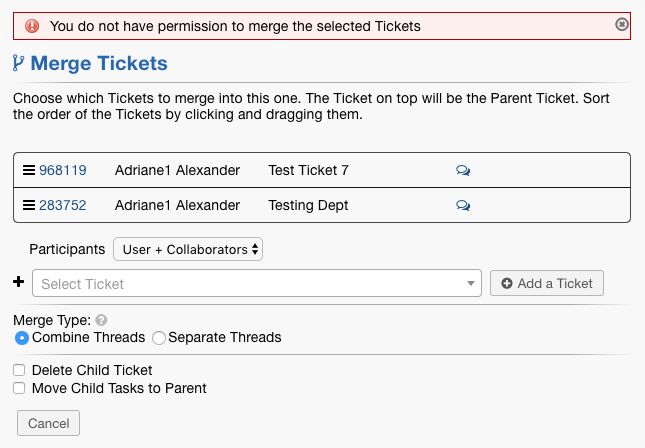 You do not have permission to merge the selected Tickets
Merge Tickets
Choose which Tickets to merge into this one. The Ticket on top will be the Parent Ticket. Sort
the order of the Tickets by clicking and dragging them.
968119 Adriane1 Alexander Test Ticket 7
283752 Adriane1 Alexander Testing Dept
Participants User + Collaborators
Select Ticket Add a Ticket
Merge Type:
Combine Threads Separate Threads
Delete Child Ticket
Move Child Tasks to Parent
Cancel